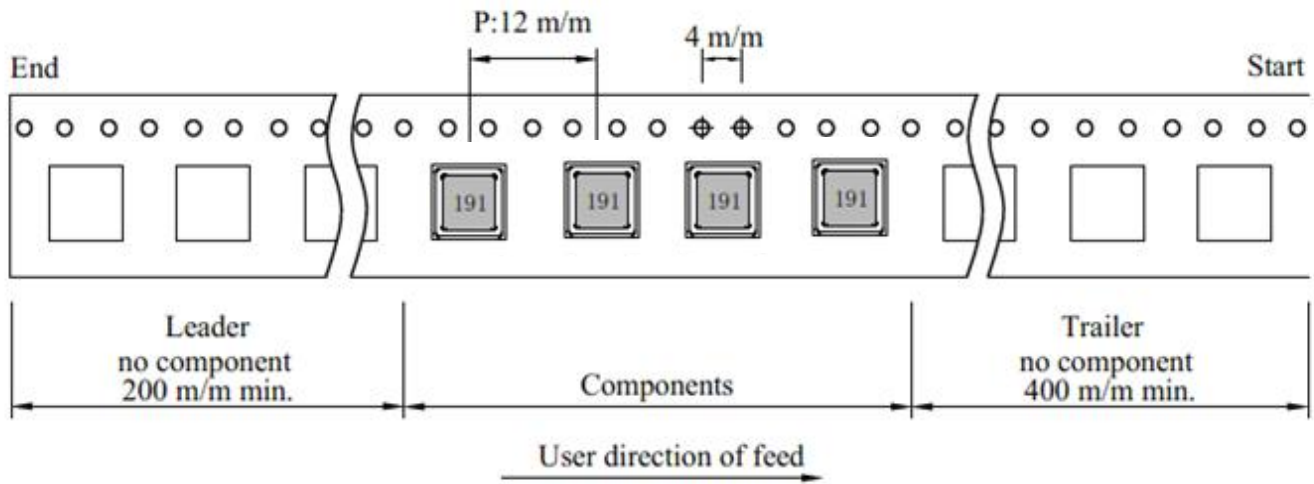 P:12 m/m
4 m/m
End
Start
191
191
191
191
Leader
no component
200 m/m min.
Components
Trailer
no component
400 m/m min.
User direction of feed